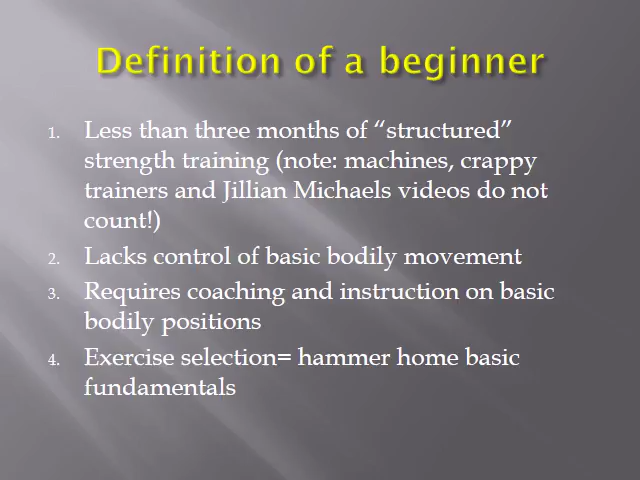 Definition of a beginner
1. Less than three months of “structured”
strength training (note: machines, crappy
trainers and Jillian Michaels videos do not
count!)
2. Lacks control of basic bodily movement
3. Requires coaching and instruction on basic
bodily positions
4. Exercise selection= hammer home basic
fundamentals